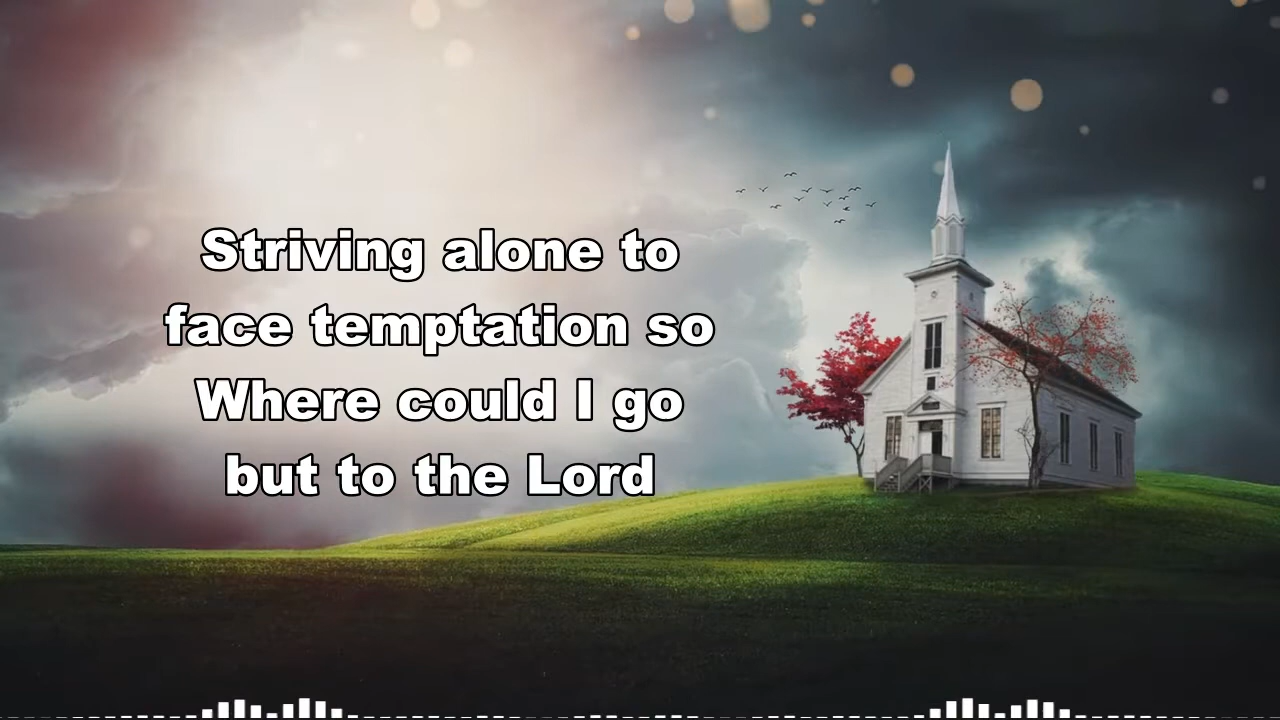 Striving alone to
face temptation so
Where could I go
but to the Lord